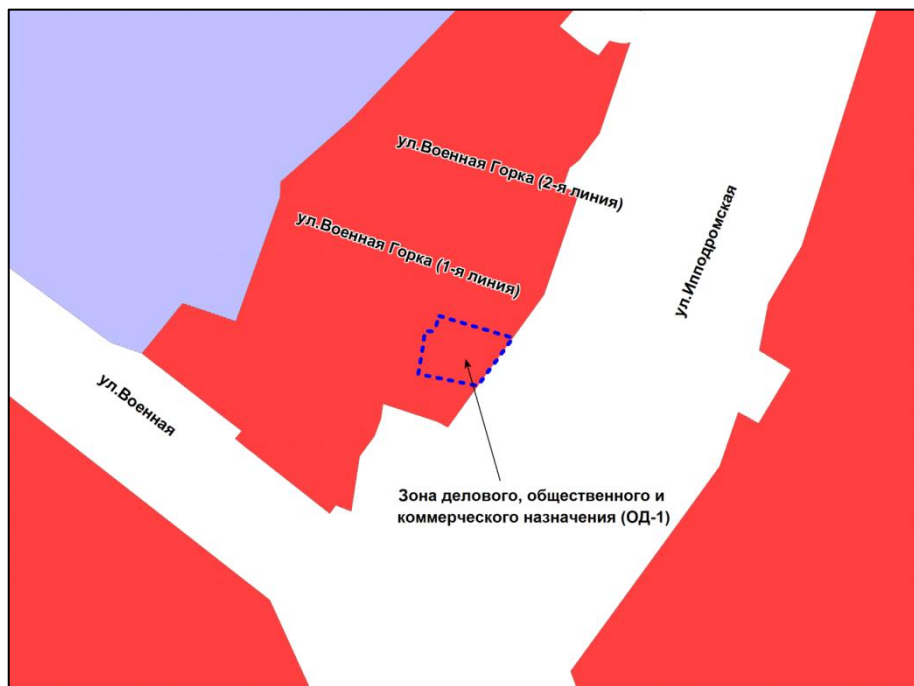 ул.Военная Горка (2-я линия)
ул.Военная Горка (1-я линия)
ул.Ипподромская
ул.Военная
Зона делового, общественного и
коммерческого назначения (ОД-1)